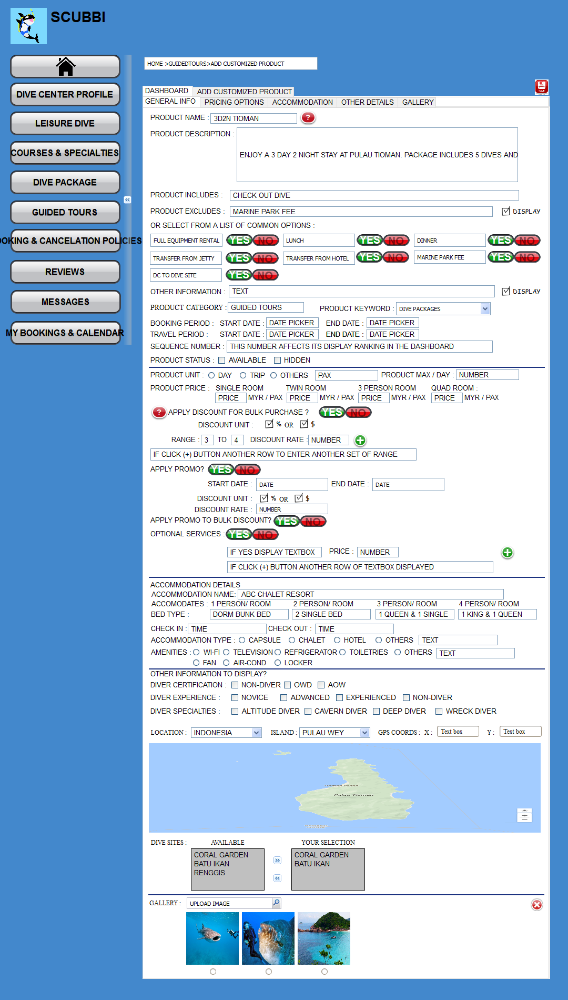 SCUBBI
HOME >GUIDEDTOURS>ADD CUSTOMIZED PRODUCT
DIVE CENTER PROFILE
LEISURE DIVE
COURSES & SPECIALTIES
DIVE PACKAGE
GUIDED TOURS
OOKING & CANCELATION POLICIES
REVIEWS
MESSAGES
MY BOOKINGS & CALENDAR
SAVE
DASHBOARD ADD CUSTOMIZED PRODUCT
GENERAL INFO PRICING OPTIONS ACCOMMODATION OTHER DETAILS GALLERY
PRODUCT NAME : 3D2N TIOMAN ?
PRODUCT DESCRIPTION :
ENJOY A 3 DAY 2 NIGHT STAY AT PULAU TIOMAN. PACKAGE INCLUDES 5 DIVES AND
PRODUCT INCLUDES : CHECK OUT DIVE
PRODUCT EXCLUDES : MARINE PARK FEE DISPLAY
OR SELECT FROM A LIST OF COMMON OPTIONS :
FULL EQUIPMENT RENTAL YES NO LUNCH YES NO DINNER YES NO
TRANSFER FROM JETTY YES NO TRANSFER FROM HOTEL YES NO MARINE PARK FEE YES NO
DC TO DIVE SITE YES NO
OTHER INFORMATION : TEXT DISPLAY
PRODUCT CATEGORY : GUIDED TOURS PRODUCT KEYWORD : DIVE PACKAGES
BOOKING PERIOD : START DATE : DATE PICKER END DATE : DATE PICKER
TRAVEL PERIOD : START DATE : DATE PICKER END DATE : DATE PICKER
SEQUENCE NUMBER : THIS NUMBER AFFECTS ITS DISPLAY RANKING IN THE DASHBOARD
PRODUCT STATUS : AVAILABLE HIDDEN
PRODUCT UNIT : DAY TRIP OTHERS PAX PRODUCT MAX / DAY : NUMBER
PRODUCT PRICE : SINGLE ROOM TWIN ROOM 3 PERSON ROOM QUAD ROOM :
PRICE MYR / PAX PRICE MYR / PAX PRICE MYR / PAX PRICE MYR / PAX
? APPLY DISCOUNT FOR BULK PURCHASE ? YES NO
DISCOUNT UNIT : % OR $
RANGE : 3 TO 4 DISCOUNT RATE : NUMBER
IF CLICK (+) BUTTON ANOTHER ROW TO ENTER ANOTHER SET OF RANGE
APPLY PROMO? YES NO
START DATE : DATE END DATE : DATE
DISCOUNT UNIT : % OR $
DISCOUNT RATE : NUMBER
APPLY PROMO TO BULK DISCOUNT? YES NO
OPTIONAL SERVICES : YES NO
IF YES DISPLAY TEXTBOX PRICE : NUMBER
IF CLICK (+) BUTTON ANOTHER ROW OF TEXTBOX DISPLAYED
ACCOMMODATION DETAILS
ACCOMMODATION NAME: ABC CHALET RESORT
ACCOMODATES : 1 PERSON/ ROOM 2 PERSON/ ROOM 3 PERSON/ ROOM 4 PERSON/ ROOM
BED TYPE : DORM BUNK BED 2 SINGLE BED 1 QUEEN & 1 SINGLE 1 KING & 1 QUEEN
CHECK IN : TIME CHECK OUT : TIME
ACCOMMODATION TYPE : CAPSULE CHALET HOTEL OTHERS TEXT
AMENITIES : WI-FI TELEVISION REFRIGERATOR TOILETRIES OTHERS TEXT
FAN AIR-COND LOCKER
OTHER INFORMATION TO DISPLAY?
DIVER CERTIFICATION : NON-DIVER OWD AOW
DIVER EXPERIENCE : NOVICE ADVANCED EXPERIENCED NON-DIVER
DIVER SPECIALTIES : ALTITUDE DIVER CAVERN DIVER DEEP DIVER WRECK DIVER
LOCATION : INDONESIA ISLAND : PULAU WEY GPS COORDS : X : Text box Y : Text box
Pulau Tioman
DIVE SITES : AVAILABLE YOUR SELECTION
CORAL GARDEN CORAL GARDEN
BATU IKAN BATU IKAN
RENGGIS
GALLERY : UPLOAD IMAGE